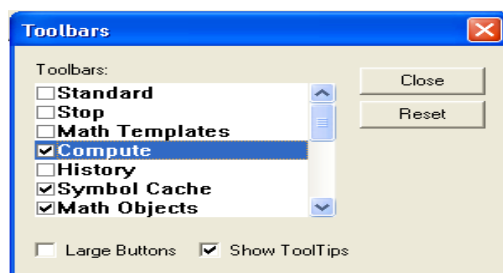 Toolbars
Toolbars:
Standard
Stop
Math Templates
Compute
History
Symbol Cache
Math Objects
Close
Reset
Large Buttons
Show ToolTips